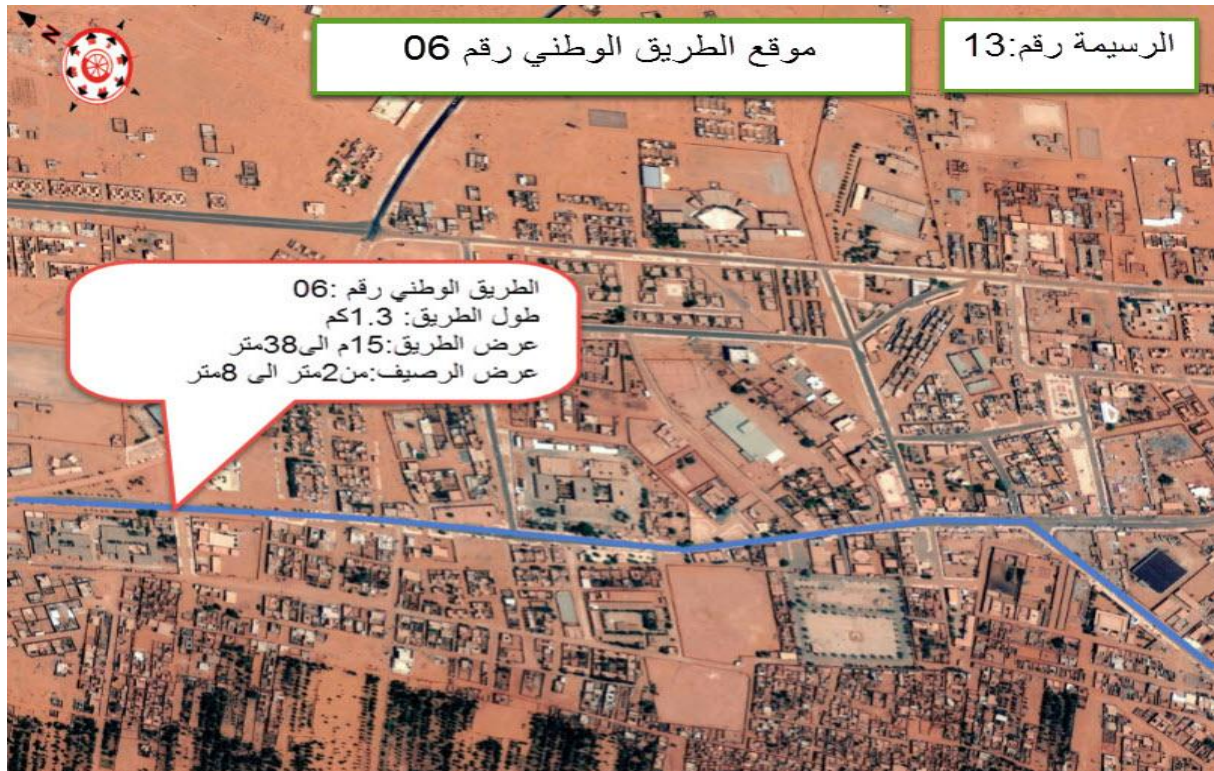 الرسيمة رقم:13
موقع الطريق الوطني رقم 06
N
الطريق الوطني رقم :06
طول الطريق: 1.3كم
عرض الطريق:15م الى38متر
عرض الرصيف:من2متر الى 8متر